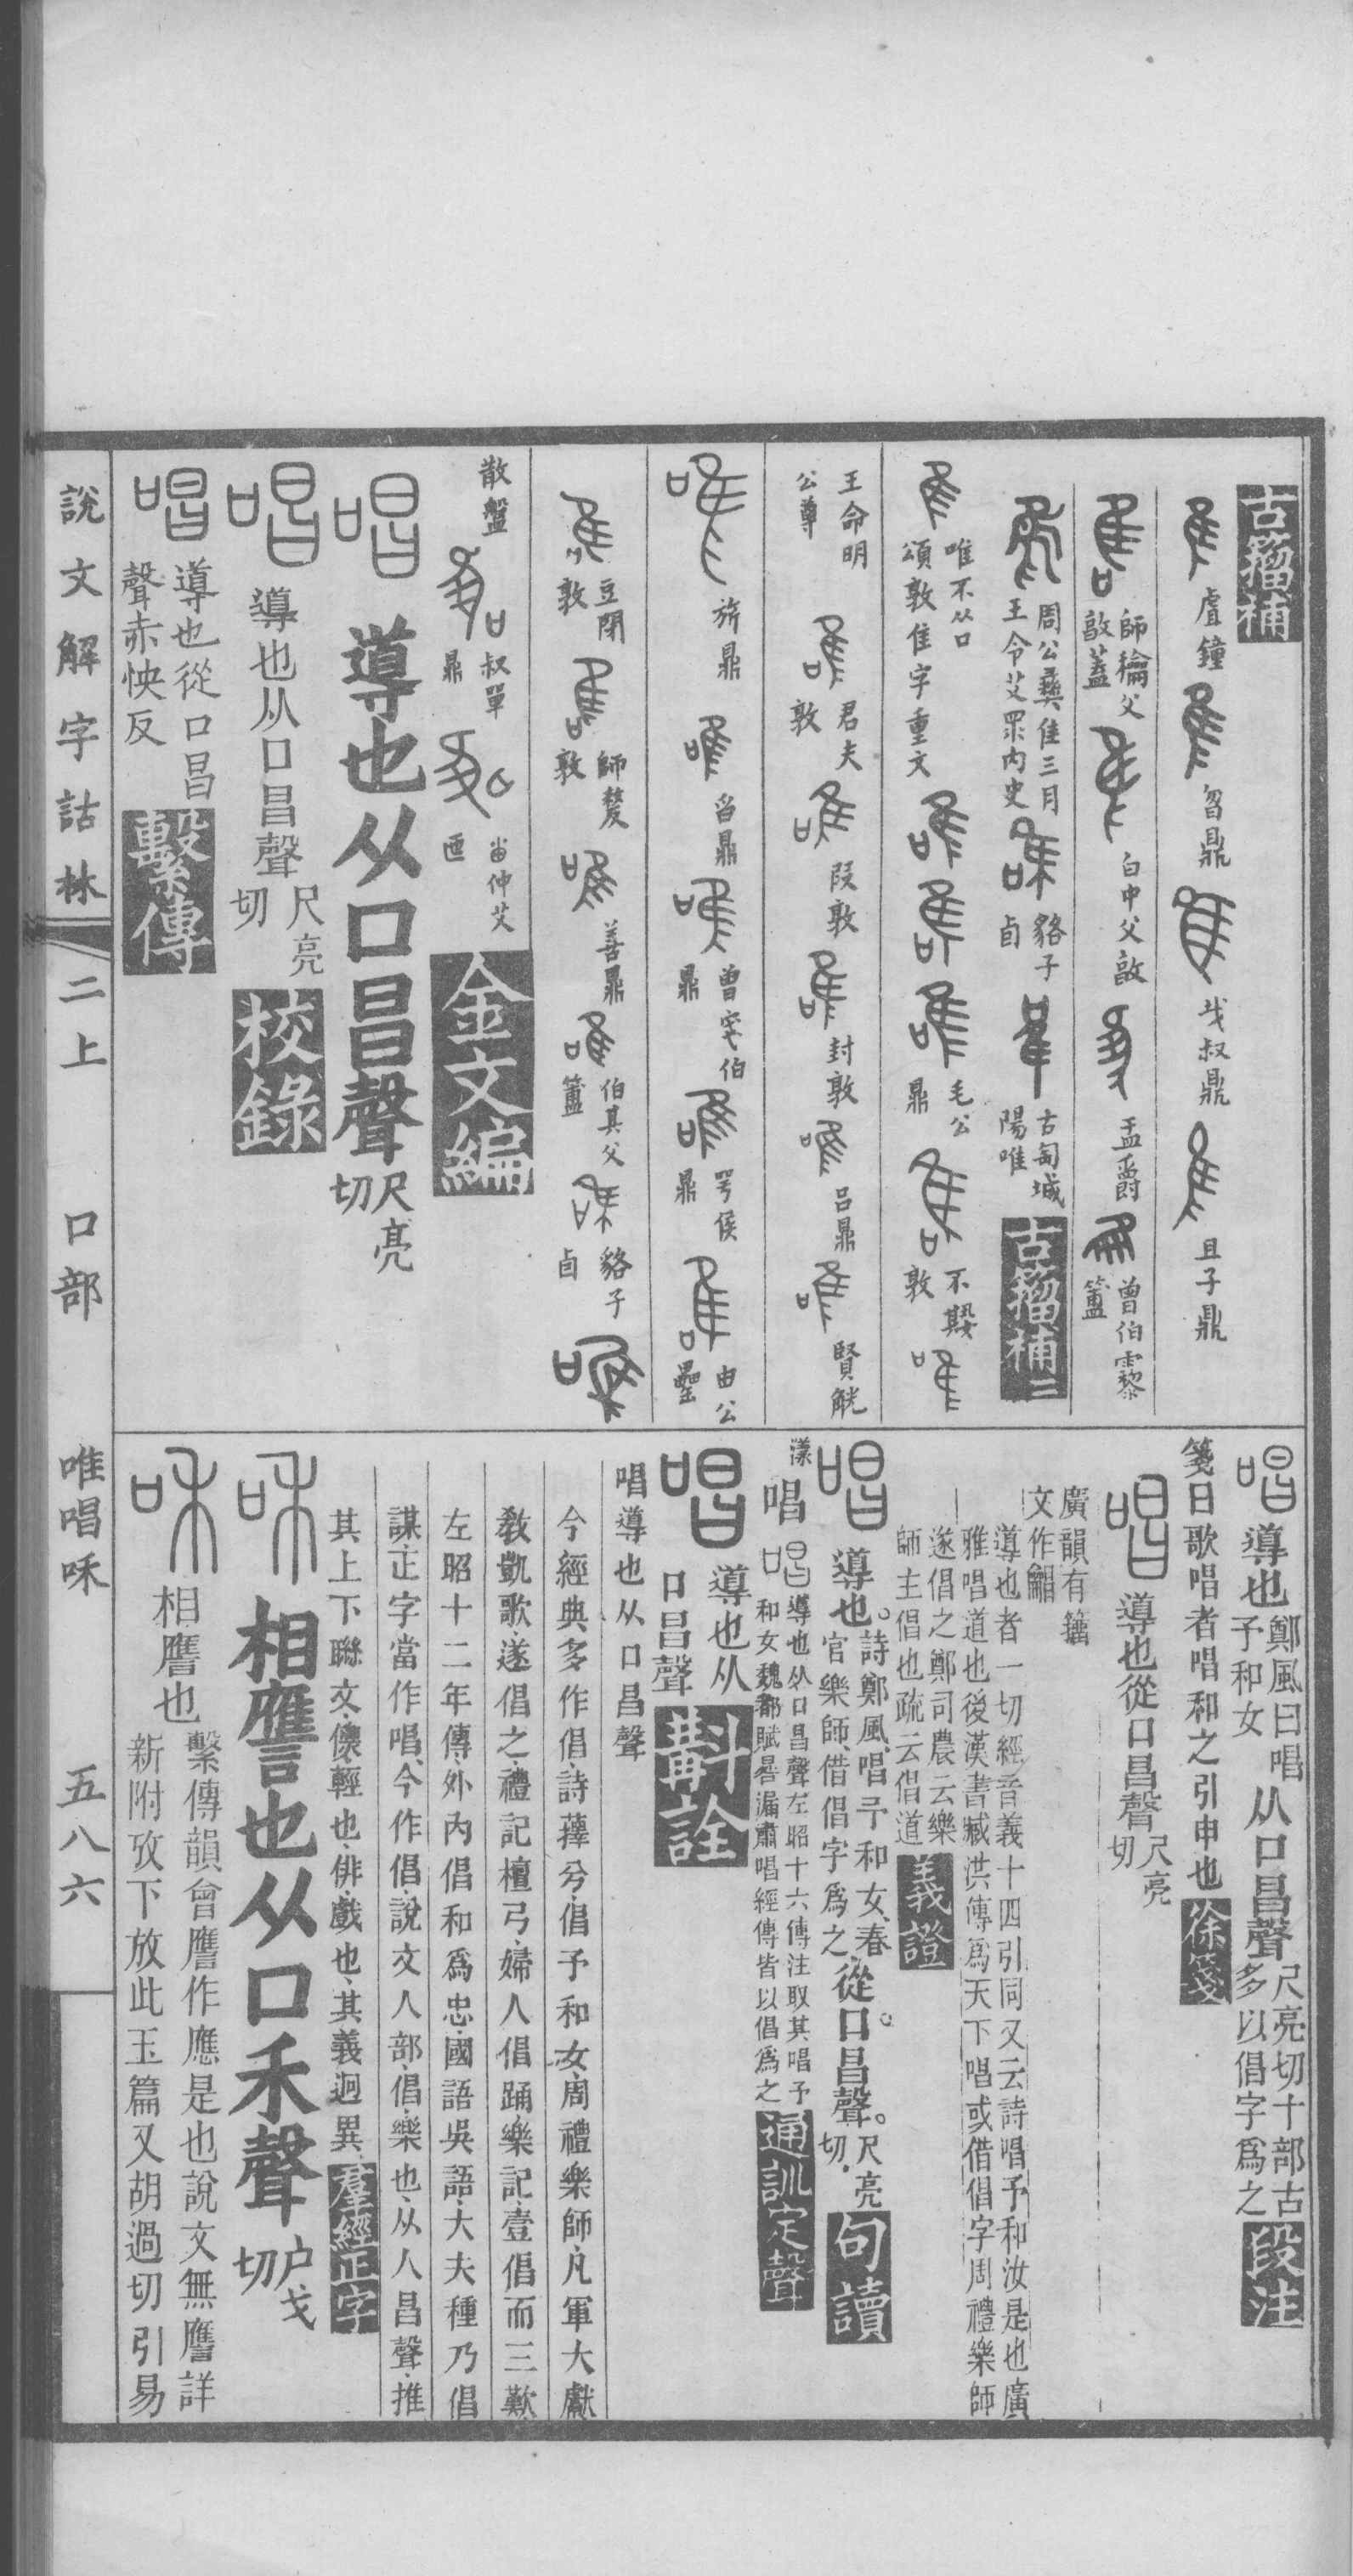 古籀補
虘鐘 曶鼎 叔鼎 且子鼎
師龢父敦蓋 白中父敦 盂爵 曾伯霥簠
周公彝隹三月王令艾眔内史 貉子卣 古匋城陽唯 古籀補二
唯不从口頌敦隹字重文 毛公鼎 不㜏敦
王命明公尊 君夫敦 段敦 封敦 呂鼎 賢觥
旂鼎 曶鼎 曾宔伯鼎 咢侯鼎 由公罍
豆閉敦 師𠭰敦 善鼎 伯其父簠 貉子卣
散盤 叔單鼎 仲父匜 金文編
唱 導也从口昌聲尺亮切
唱 導也从口昌聲尺亮切 校錄
唱 導也從口昌聲赤怏反 繫傳
唱 導也鄭風曰唱予和女从口昌聲尺亮切十部古多以倡字爲之 段注
箋曰歌唱者唱和之引申也 徐箋
唱 導也從口昌聲尺亮切
廣韻有𥰠文作𪛉
導也者一切經音義十四引同又云詩唱予和汝是也廣
雅唱道也後漢書臧洪傳爲天下唱或借倡字周禮樂師
遂倡之鄭司農云樂師主倡也疏云倡道 義證
唱 導也詩鄭風唱予和女春官樂師借倡字爲之從口昌聲尺亮切 句讀
漾 唱 唱導也从口昌聲左昭十六傳注取其唱予和女魏都賦晷漏肅唱經傳皆以倡爲之 通訓定聲
唱 導也从口昌聲 斠詮
唱導也从口昌聲
今經典多作倡詩蘀兮倡予和女周禮樂師凡軍大獻
敎凱歌遂倡之禮記檀弓婦人倡踊樂記壹倡而三歎
左昭十二年傳外內倡和爲忠國語吳語大夫種乃倡
謀正字當作唱今作倡說文人部倡樂也从人昌聲推
其上下聯文儇輕也俳戲也其義迥異 羣經正字
咊 相譍也从口禾聲戶戈切
咊 相譍也繫傳韻會譍作應是也說文無譍詳
新附攷下放此玉篇又胡過切引易
說文解字詁林 二上 口部 唯唱咊 五八六